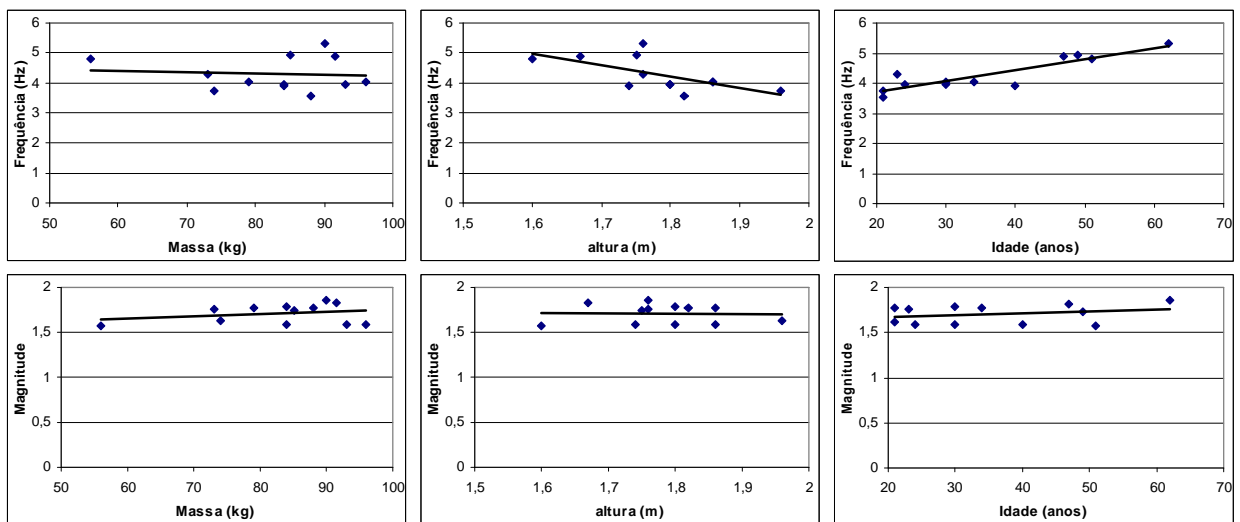 Frequência (Hz)
6
5
4
3
2
1
0
50 60 70 80 90 100
Massa (kg)
Frequência (Hz)
6
5
4
3
2
1
0
1,5 1,6 1,7 1,8 1,9 2
altura (m)
Frequência (Hz)
6
5
4
3
2
1
0
20 30 40 50 60 70
Idade (anos)
Magnitude
2
1,5
1
0,5
0
50 60 70 80 90 100
Massa (kg)
Magnitude
2
1,5
1
0,5
0
1,5 1,6 1,7 1,8 1,9 2
altura (m)
Magnitude
2
1,5
1
0,5
0
20 30 40 50 60 70
Idade (anos)